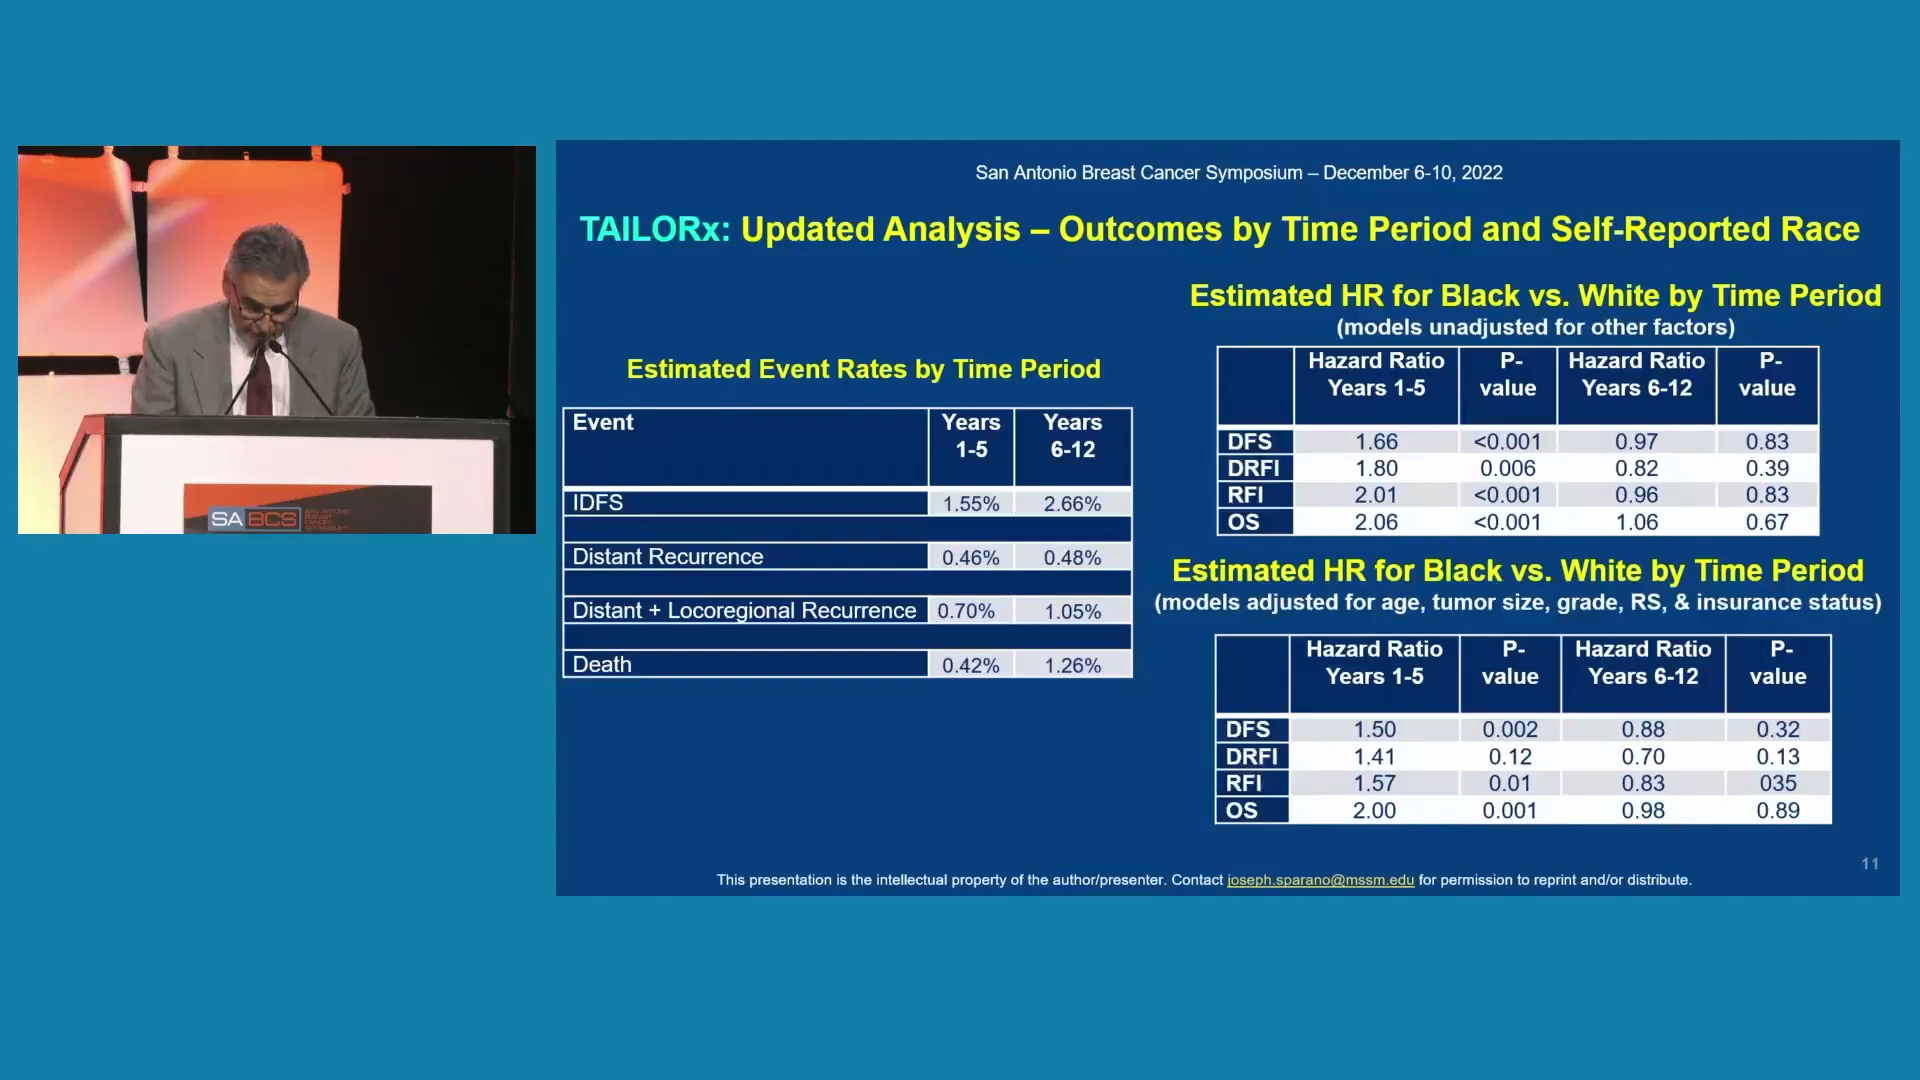 San Antonio Breast Cancer Symposium – December 6-10, 2022
TAILORx: Updated Analysis – Outcomes by Time Period and Self-Reported Race
Estimated Event Rates by Time Period
Event Years 1-5 Years 6-12
IDFS 1.55% 2.66%
Distant Recurrence 0.46% 0.48%
Distant + Locoregional Recurrence 0.70% 1.05%
Death 0.42% 1.26%
Estimated HR for Black vs. White by Time Period
(models unadjusted for other factors)
Hazard Ratio Years 1-5 P-value Hazard Ratio Years 6-12 P-value
DFS 1.66 <0.001 0.97 0.83
DRFI 1.80 0.006 0.82 0.39
RFI 2.01 <0.001 0.96 0.83
OS 2.06 <0.001 1.06 0.67
Estimated HR for Black vs. White by Time Period
(models adjusted for age, tumor size, grade, RS, & insurance status)
Hazard Ratio Years 1-5 P-value Hazard Ratio Years 6-12 P-value
DFS 1.50 0.002 0.88 0.32
DRFI 1.41 0.12 0.70 0.13
RFI 1.57 0.01 0.83 035
OS 2.00 0.001 0.98 0.89
11
This presentation is the intellectual property of the author/presenter. Contact joseph.sparano@mssm.edu for permission to reprint and/or distribute.
SABCS